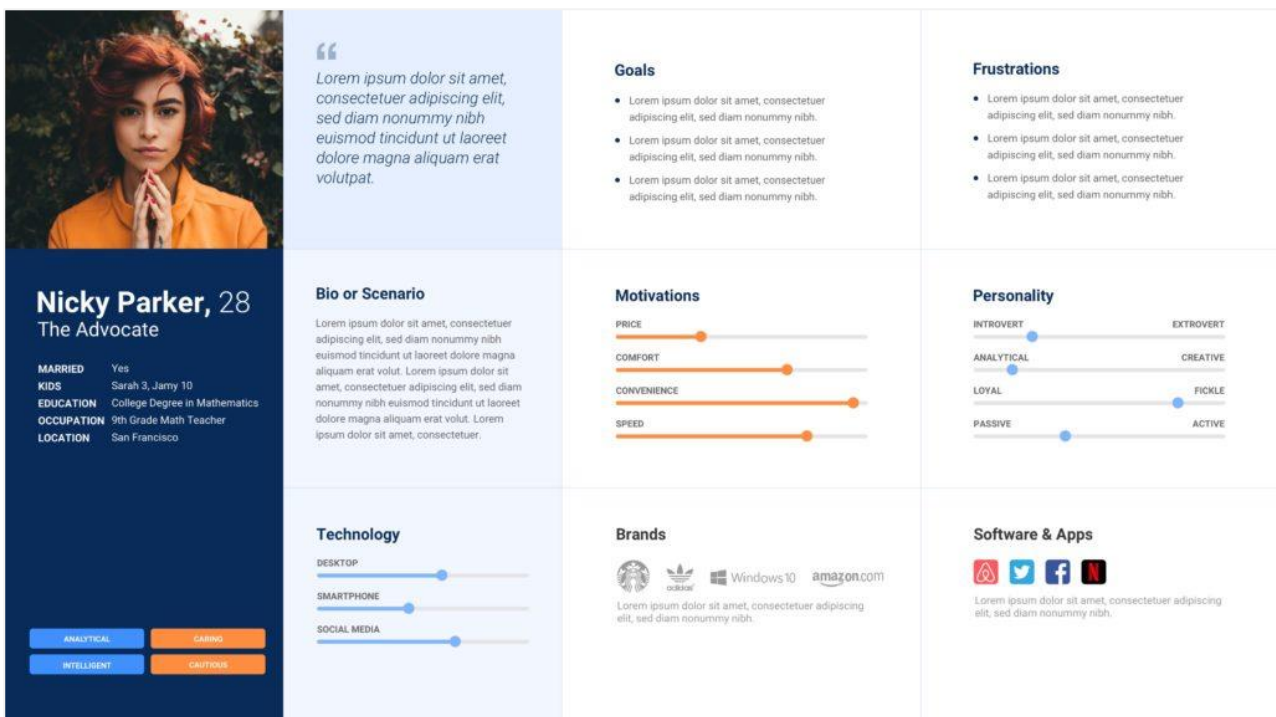 “
Lorem ipsum dolor sit amet,
consectetuer adipiscing elit,
sed diam nonummy nibh
euismod tincidunt ut laoreet
dolore magna aliquam erat
volutpat.
Goals
• Lorem ipsum dolor sit amet, consectetuer
adipiscing elit, sed diam nonummy nibh.
• Lorem ipsum dolor sit amet, consectetuer
adipiscing elit, sed diam nonummy nibh.
• Lorem ipsum dolor sit amet, consectetuer
adipiscing elit, sed diam nonummy nibh.
Frustrations
• Lorem ipsum dolor sit amet, consectetuer
adipiscing elit, sed diam nonummy nibh.
• Lorem ipsum dolor sit amet, consectetuer
adipiscing elit, sed diam nonummy nibh.
• Lorem ipsum dolor sit amet, consectetuer
adipiscing elit, sed diam nonummy nibh.
Nicky Parker, 28
The Advocate
MARRIED Yes
KIDS Sarah 3, Jamy 10
EDUCATION College Degree in Mathematics
OCCUPATION 9th Grade Math Teacher
LOCATION San Francisco
ANALYTICAL CARING
INTELLIGENT CAUTIOUS
Bio or Scenario
Lorem ipsum dolor sit amet, consectetuer
adipiscing elit, sed diam nonummy nibh
euismod tincidunt ut laoreet dolore magna
aliquam erat volut. Lorem ipsum dolor sit
amet, consectetuer adipiscing elit, sed diam
nonummy nibh euismod tincidunt ut laoreet
dolore magna aliquam erat volut. Lorem
ipsum dolor sit amet, consectetuer.
Motivations
PRICE
COMFORT
CONVENIENCE
SPEED
Personality
INTROVERT EXTROVERT
ANALYTICAL CREATIVE
LOYAL FICKLE
PASSIVE ACTIVE
Technology
DESKTOP
SMARTPHONE
SOCIAL MEDIA
Brands
adidas Windows 10 amazon.com
Lorem ipsum dolor sit amet, consectetuer adipiscing
elit, sed diam nonummy nibh.
Software & Apps
f N
Lorem ipsum dolor sit amet, consectetuer adipiscing
elit, sed diam nonummy nibh.